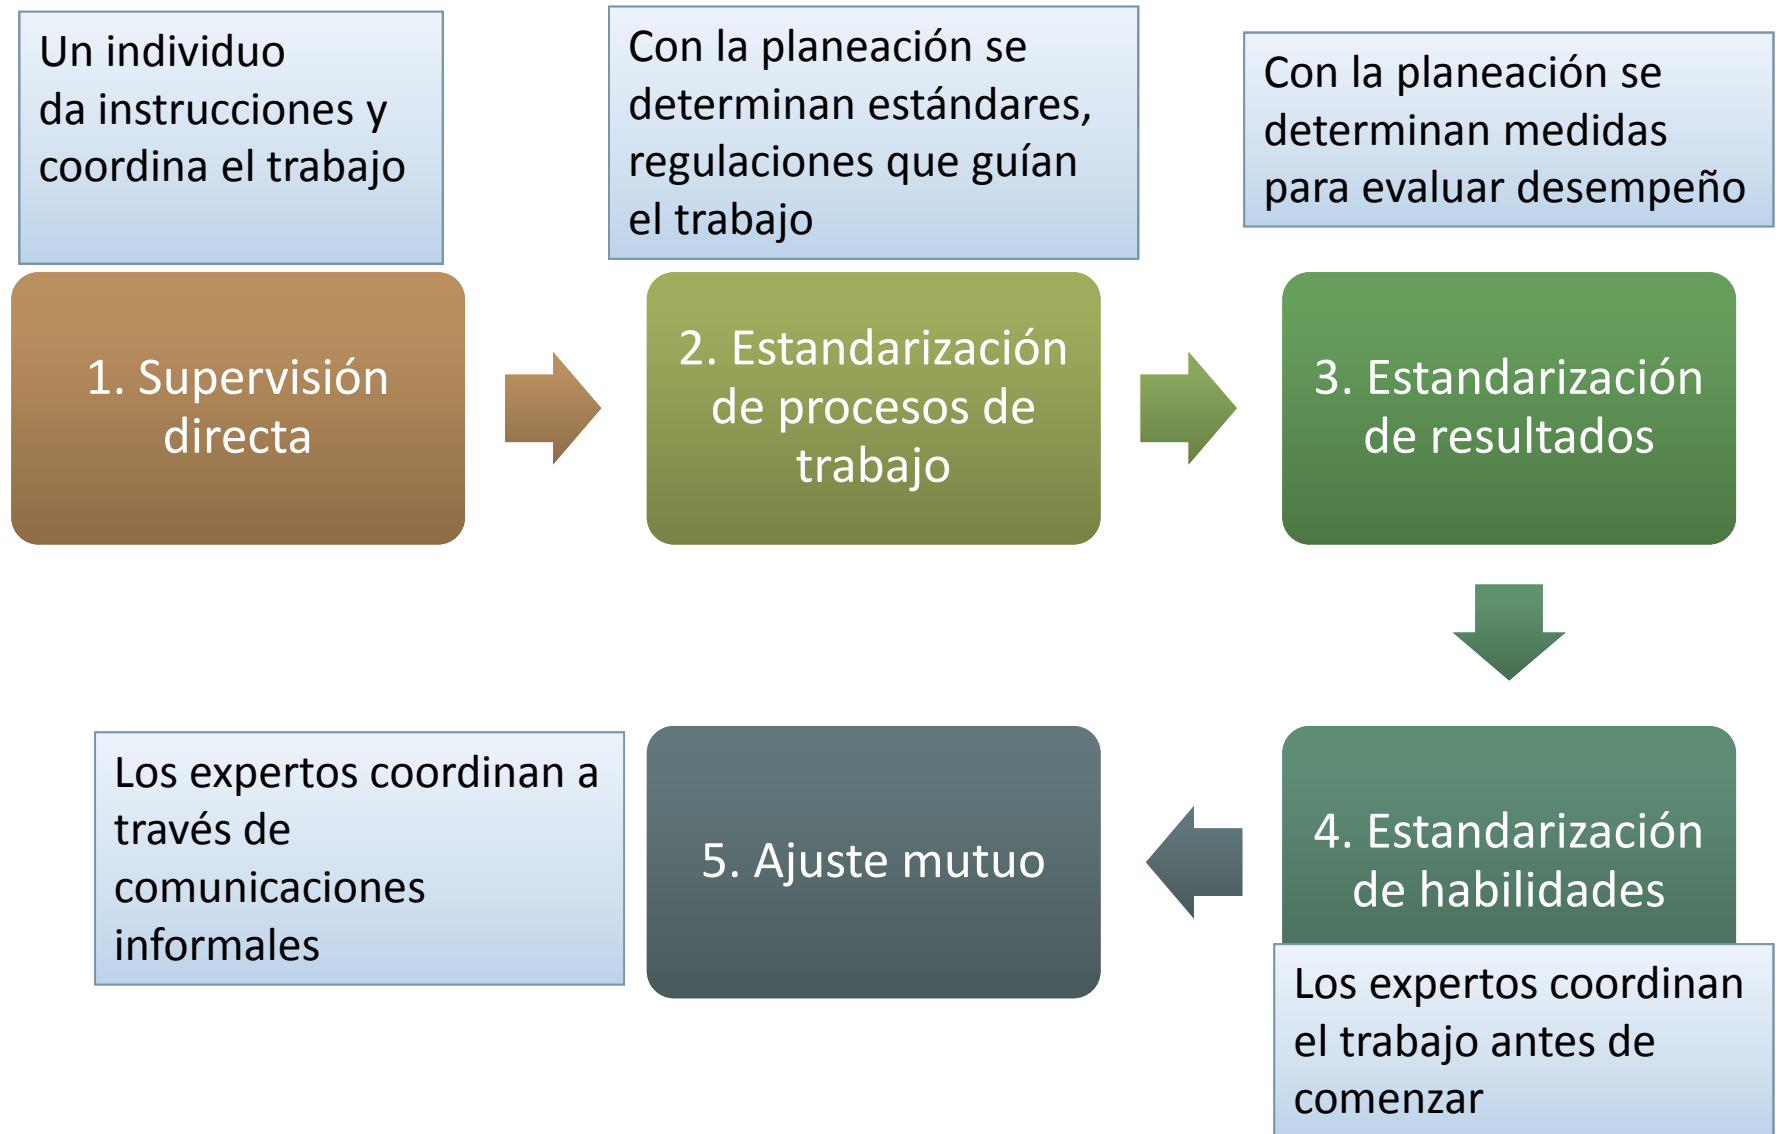 Un individuo
da instrucciones y
coordina el trabajo
Con la planeación se
determinan estándares,
regulaciones que guían
el trabajo
Con la planeación se
determinan medidas
para evaluar desempeño
1. Supervisión
directa
2. Estandarización
de procesos de
trabajo
3. Estandarización
de resultados
4. Estandarización
de habilidades
Los expertos coordinan
el trabajo antes de
comenzar
5. Ajuste mutuo
Los expertos coordinan a
través de
comunicaciones
informales